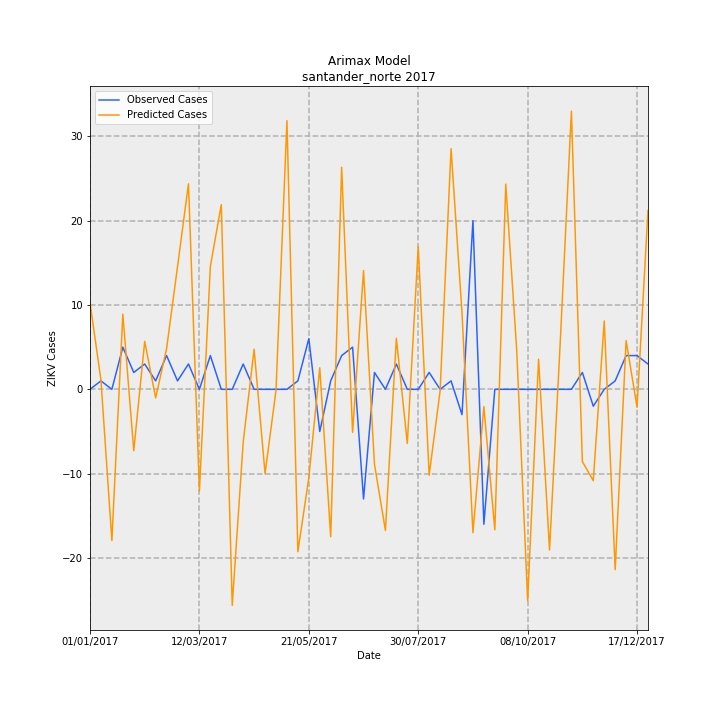 Arimax Model
santander_norte 2017
Observed Cases
Predicted Cases
ZIKV Cases
30
20
10
0
−10
−20
01/01/2017
12/03/2017
21/05/2017
30/07/2017
08/10/2017
17/12/2017
Date